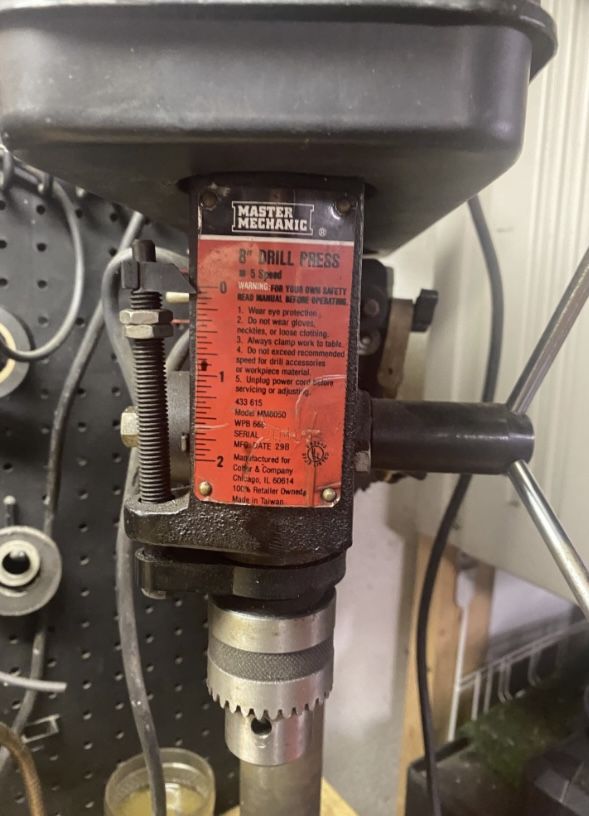 MASTER
MECHANIC
®
8" DRILL PRESS
■ 5 Speed
WARNING: FOR YOUR OWN SAFETY
READ MANUAL BEFORE OPERATING.
1. Wear eye protection.
2. Do not wear gloves,
neckties, or loose clothing.
3. Always clamp work to table.
4. Do not exceed recommended
speed for drill accessories
or workpiece material.
5. Unplug power cord before
servicing or adjusting.
433 615
Model MM8050
WPB
SERIAL
MFG. DATE 29B
Manufactured for
Cotter & Company
Chicago, IL 60614
100% Retailer Owned
Made in Taiwan
0
1
2